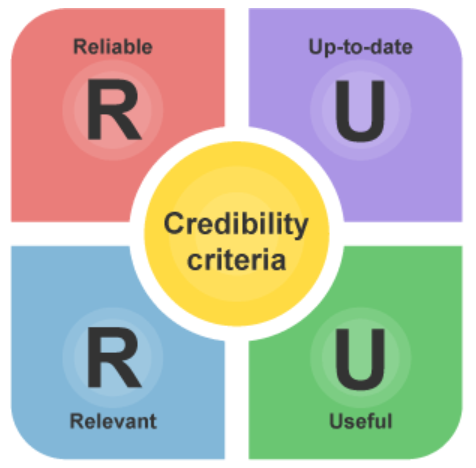 Reliable
R
Up-to-date
U
Credibility
criteria
R
Relevant
U
Useful